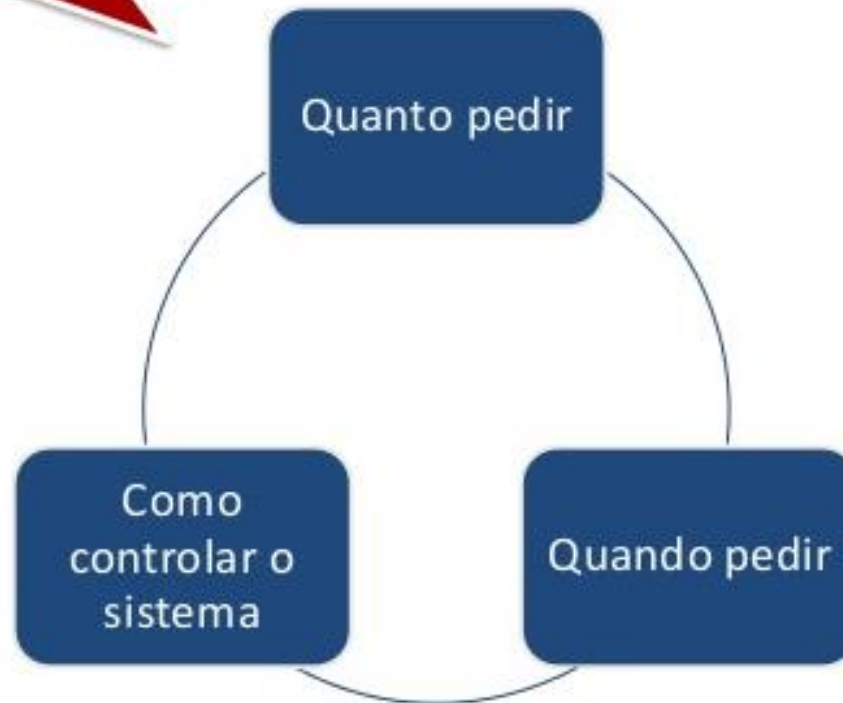 Quanto pedir
Como
controlar o
sistema
Quando pedir